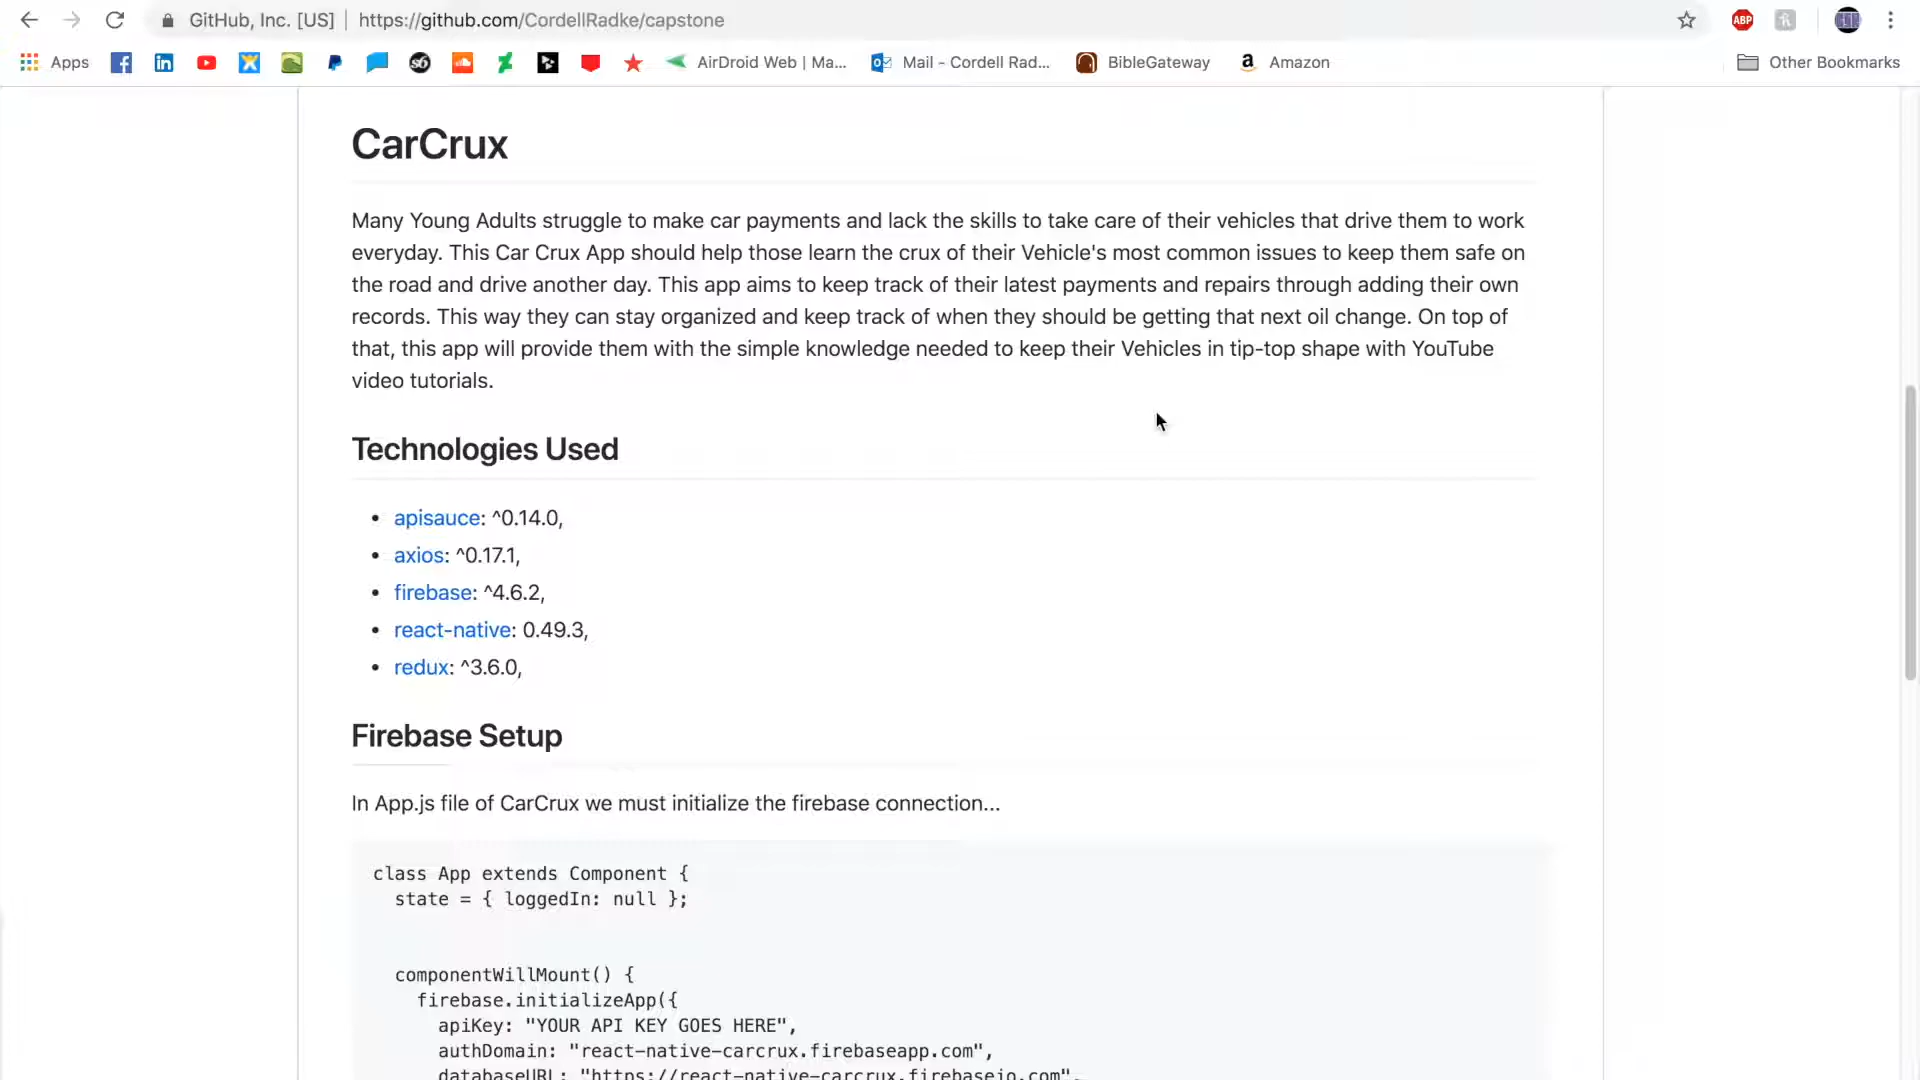 GitHub, Inc. [US] | https://github.com/CordellRadke/capstone
ABP
Apps AirDroid Web | Ma... Mail - Cordell Rad... BibleGateway Amazon Other Bookmarks
CarCrux
Many Young Adults struggle to make car payments and lack the skills to take care of their vehicles that drive them to work
everyday. This Car Crux App should help those learn the crux of their Vehicle's most common issues to keep them safe on
the road and drive another day. This app aims to keep track of their latest payments and repairs through adding their own
records. This way they can stay organized and keep track of when they should be getting that next oil change. On top of
that, this app will provide them with the simple knowledge needed to keep their Vehicles in tip-top shape with YouTube
video tutorials.
Technologies Used
• apisauce: ^0.14.0,
• axios: ^0.17.1,
• firebase: ^4.6.2,
• react-native: 0.49.3,
• redux: ^3.6.0,
Firebase Setup
In App.js file of CarCrux we must initialize the firebase connection...
class App extends Component {
state = { loggedIn: null };
componentWillMount() {
firebase.initializeApp({
apiKey: "YOUR API KEY GOES HERE",
authDomain: "react-native-carcrux.firebaseapp.com",
databaseURL: "https://react-native-carcrux.firebaseio.com",